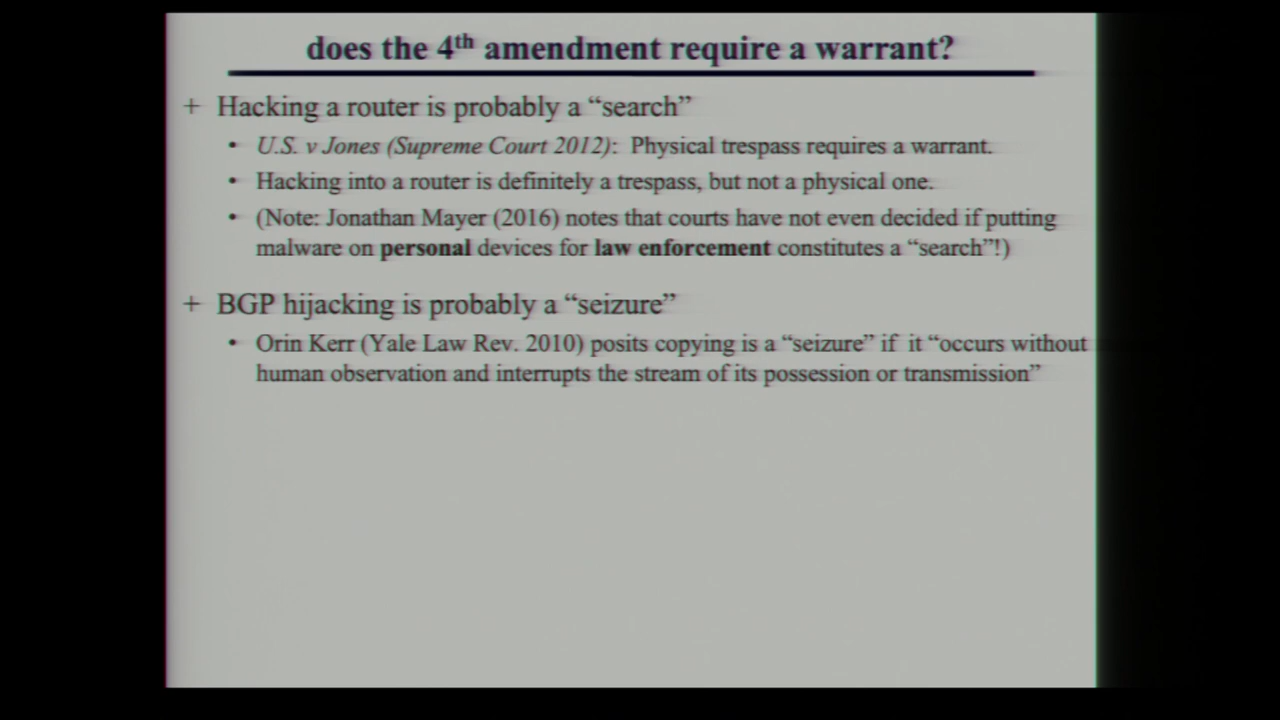 does the 4th amendment require a warrant?
+ Hacking a router is probably a “search”
• U.S. v Jones (Supreme Court 2012): Physical trespass requires a warrant.
• Hacking into a router is definitely a trespass, but not a physical one.
• (Note: Jonathan Mayer (2016) notes that courts have not even decided if putting
malware on personal devices for law enforcement constitutes a “search”!)
+ BGP hijacking is probably a “seizure”
• Orin Kerr (Yale Law Rev. 2010) posits copying is a “seizure” if it “occurs without
human observation and interrupts the stream of its possession or transmission”